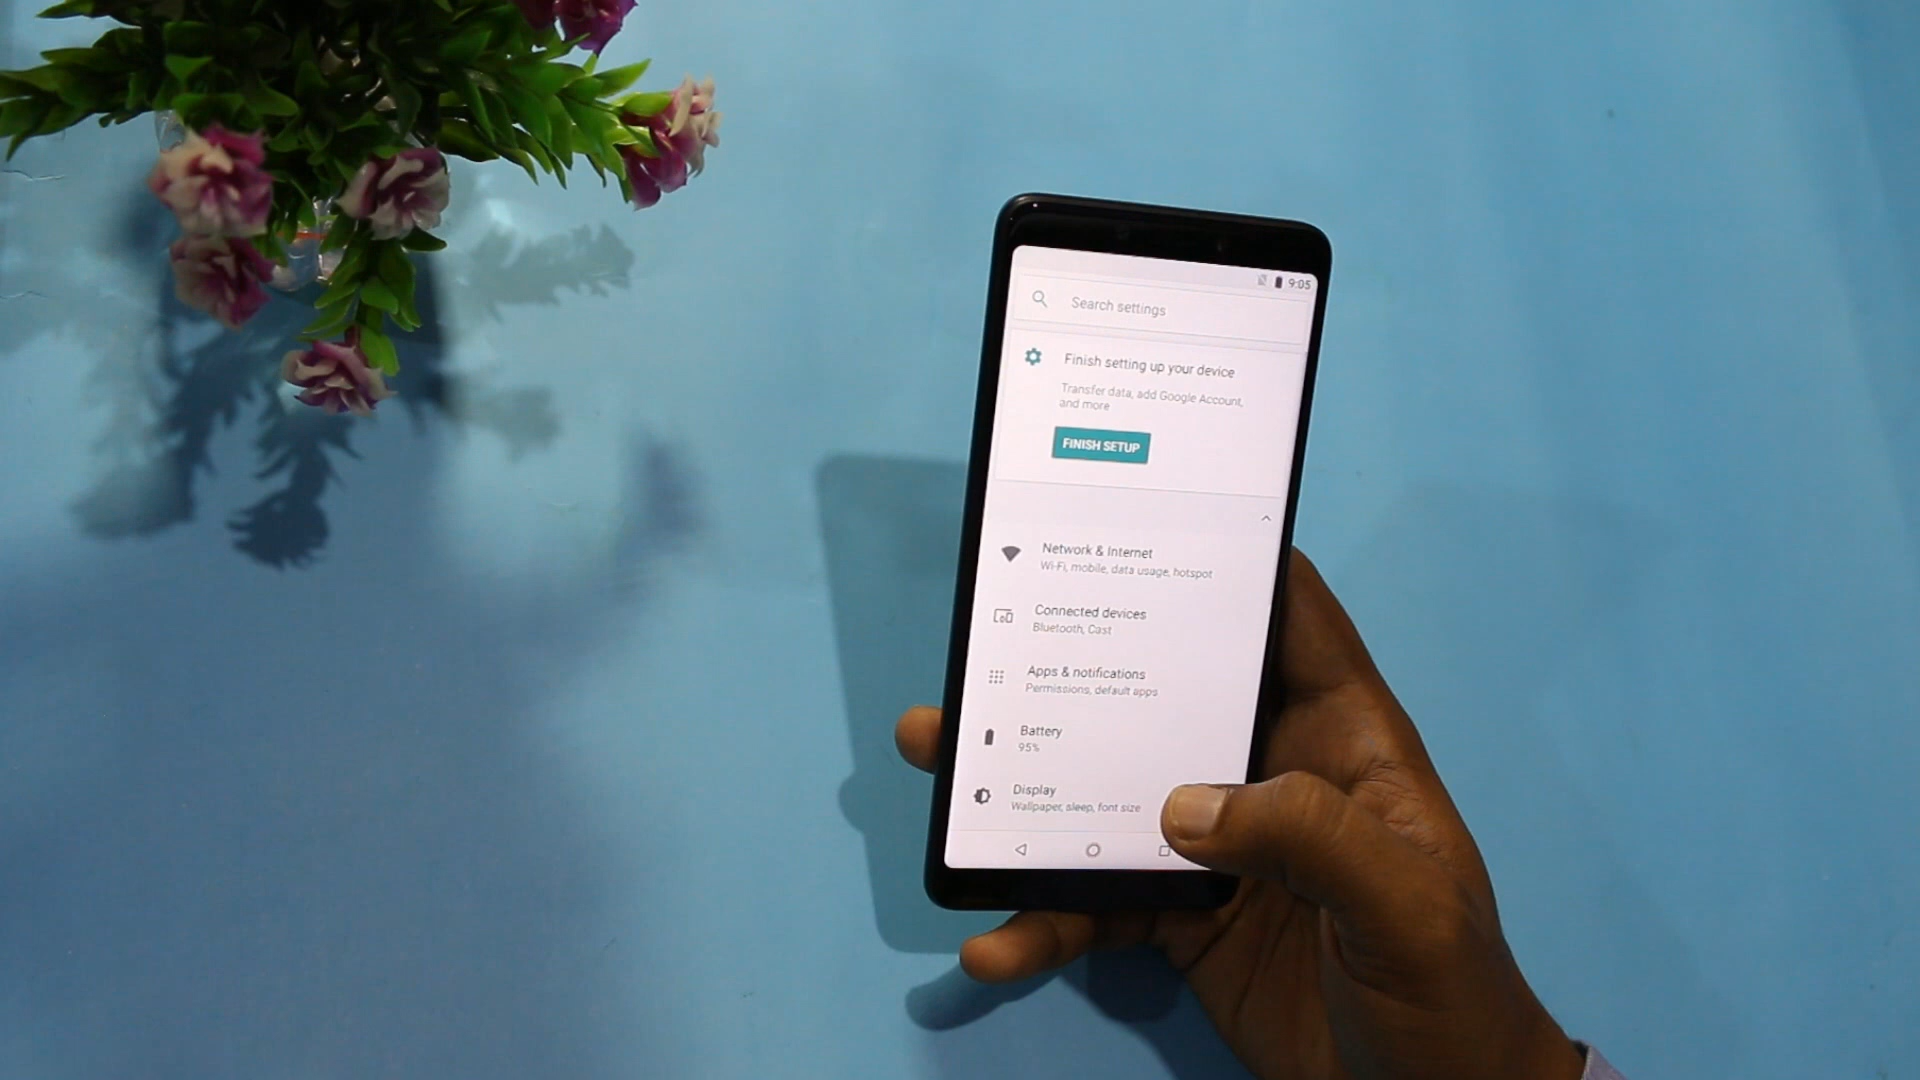 9:05
Search settings
Finish setting up your device
Transfer data, add Google Account,
and more
FINISH SETUP
Network & Internet
Wi-Fi, mobile, data usage, hotspot
Connected devices
Bluetooth, Cast
Apps & notifications
Permissions, default apps
Battery
95%
Display
Wallpaper, sleep, font size